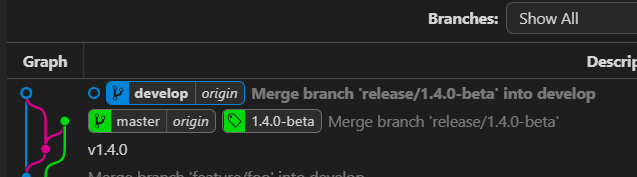 Branches: Show All
Graph Descrip
develop origin Merge branch 'release/1.4.0-beta' into develop
master origin 1.4.0-beta Merge branch 'release/1.4.0-beta'
v1.4.0
Merge branch 'feature/foo' into develop